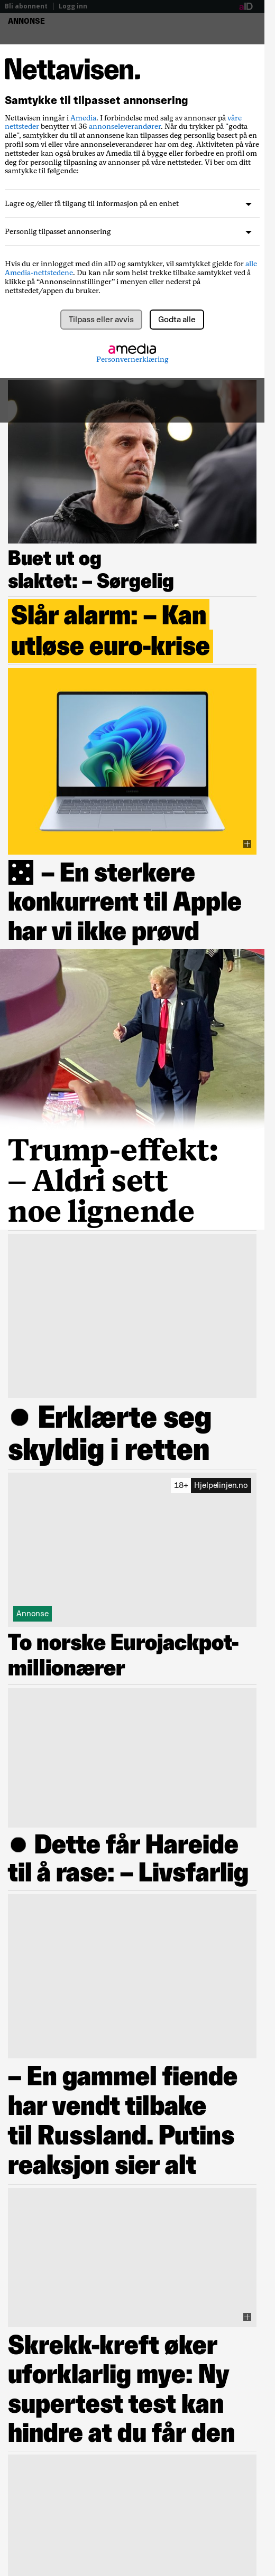 Bli abonnent | Logg inn
aID
ANNONSE
Nettavisen.
Samtykke til tilpasset annonsering
Nettavisen inngår i Amedia. I forbindelse med salg av annonser på våre
nettsteder benytter vi 36 annonseleverandører. Når du trykker på "godta
alle", samtykker du til at annonsene kan tilpasses deg personlig basert på en
profil som vi eller våre annonseleverandører har om deg. Aktiviteten på våre
nettsteder kan også brukes av Amedia til å bygge eller forbedre en profil om
deg for personlig tilpasning av annonser på våre nettsteder. Vi ber om ditt
samtykke til følgende:
Lagre og/eller få tilgang til informasjon på en enhet
Personlig tilpasset annonsering
Hvis du er innlogget med din aID og samtykker, vil samtykket gjelde for alle
Amedia-nettstedene. Du kan når som helst trekke tilbake samtykket ved å
klikke på “Annonseinnstillinger” i menyen eller nederst på
nettstedet/appen du bruker.
Tilpass eller avvis
Godta alle
amedia
Personvernerklæring
Buet ut og
slaktet: – Sørgelig
Slår alarm: – Kan
utløse euro-krise
– En sterkere
konkurrent til Apple
har vi ikke prøvd
Trump-effekt:
– Aldri sett
noe lignende
Erklærte seg
skyldig i retten
18+ Hjelpelinjen.no
Annonse
To norske Eurojackpot-
millionærer
Dette får Hareide
til å rase: – Livsfarlig
– En gammel fiende
har vendt tilbake
til Russland. Putins
reaksjon sier alt
Skrekk-kreft øker
uforklarlig mye: Ny
supertest test kan
hindre at du får den